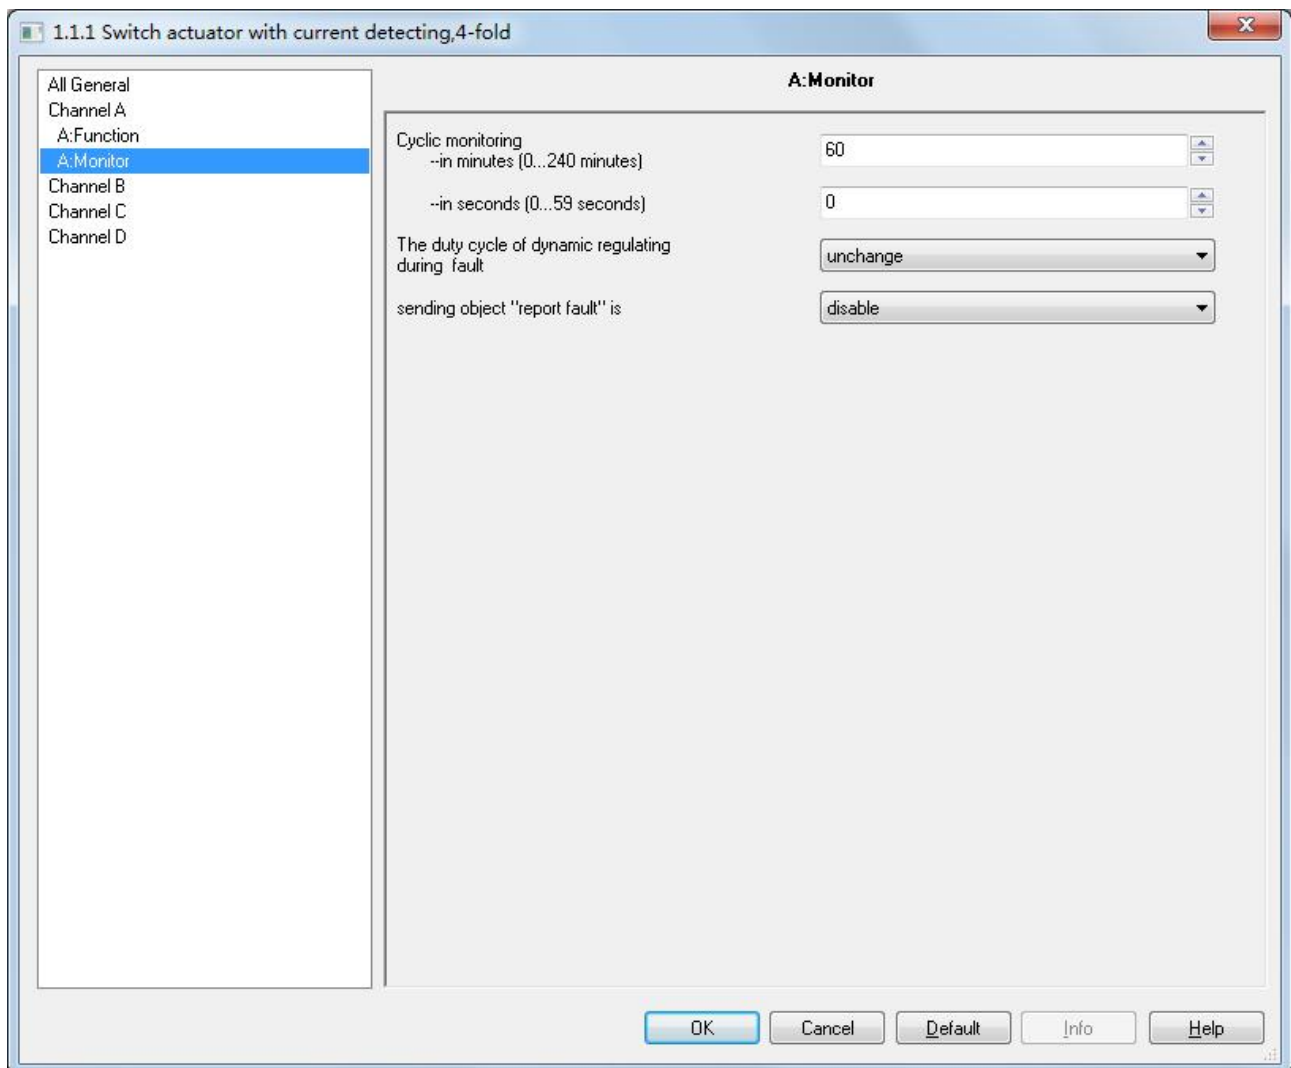 1.1.1 Switch actuator with current detecting,4-fold
x
All General
Channel A
A:Function
A:Monitor
Channel B
Channel C
Channel D
A:Monitor
Cyclic monitoring
--in minutes (0...240 minutes)
60
--in seconds (0...59 seconds)
0
The duty cycle of dynamic regulating
during  fault
unchange
sending object "report fault" is
disable
OK
Cancel
Default
Info
Help